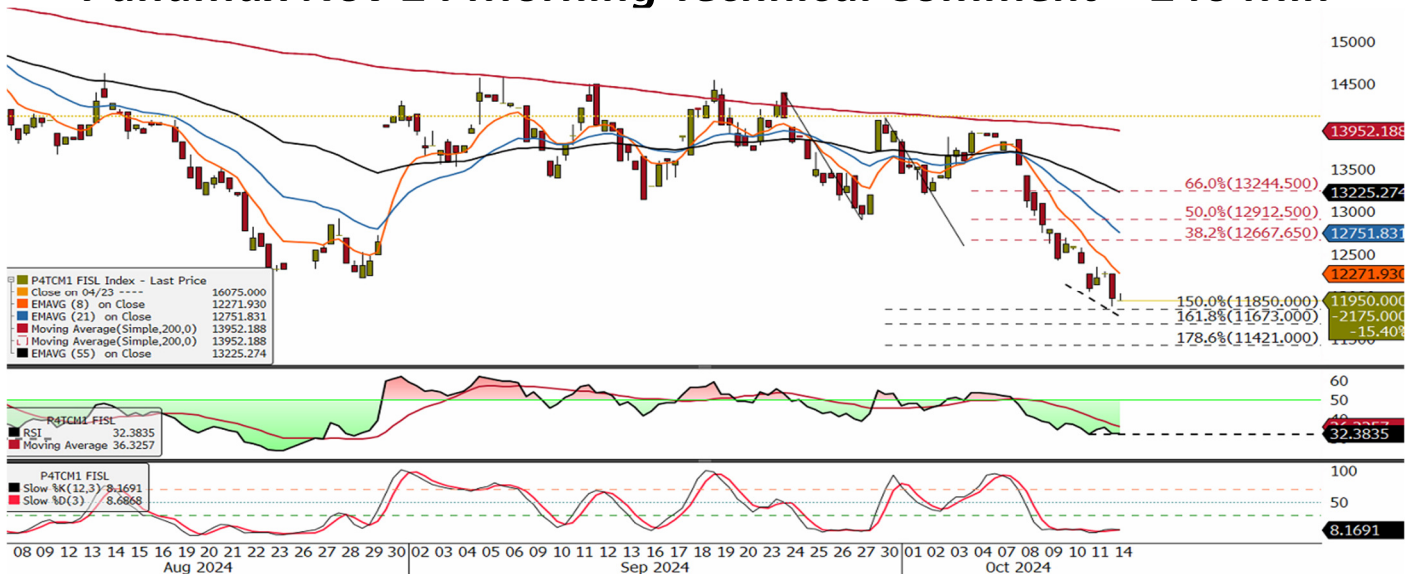 15000
14500
13952.188
13500
66.0%(13244.500)
13225.274
13000
50.0%(12912.500)
38.2%(12667.650)
12751.831
12500
12271.930
P4TCM1 FISL Index - Last Price
Close on 04/23 ---- 16075.000
EMAVG (8) on Close 12271.930
EMAVG (21) on Close 12751.831
Moving Average(Simple,200,0) 13952.188
Moving Average(Simple,200,0) 13952.188
EMAVG (55) on Close 13225.274
150.0%(11850.000)
11950.000
161.8%(11673.000)
-2175.000
-15.40%
178.6%(11421.000)
60
50
P4TCM1 FISL
RSI 32.3835
Moving Average 36.3257
32.3835
P4TCM1 FISL
Slow %K(12,3) 8.1691
Slow %D(3) 8.6868
100
50
8.1691
08 09 12 13 14 15 16 19 20 21 22 23 26 27 28 29 30 02 03 04 05 06 09 10 11 12 13 16 17 18 19 20 23 24 25 26 27 30 01 02 03 04 07 08 09 10 11 14
Aug 2024 Sep 2024 Oct 2024